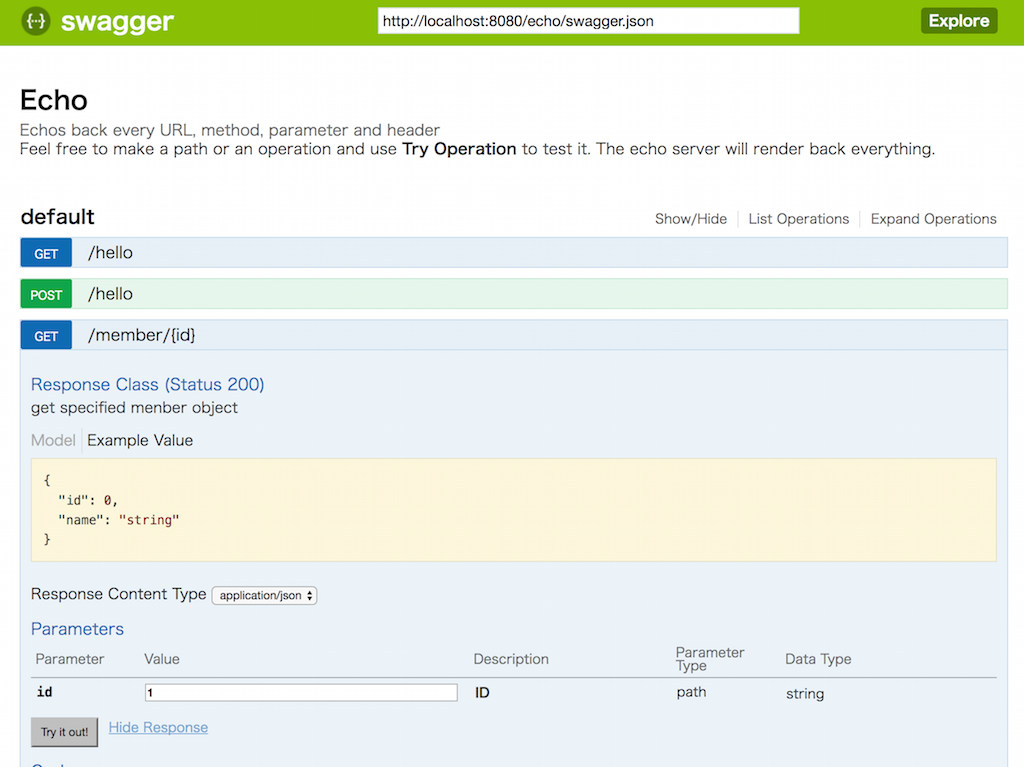 swagger http://localhost:8080/echo/swagger.json Explore
Echo
Echos back every URL, method, parameter and header
Feel free to make a path or an operation and use Try Operation to test it. The echo server will render back everything.
default Show/Hide List Operations Expand Operations
GET /hello
POST /hello
GET /member/{id}
Response Class (Status 200)
get specified menber object
Model Example Value
{
"id": 0,
"name": "string"
}
Response Content Type application/json
Parameters
Parameter Value Description Parameter Type Data Type
id 1 ID path string
Try it out! Hide Response